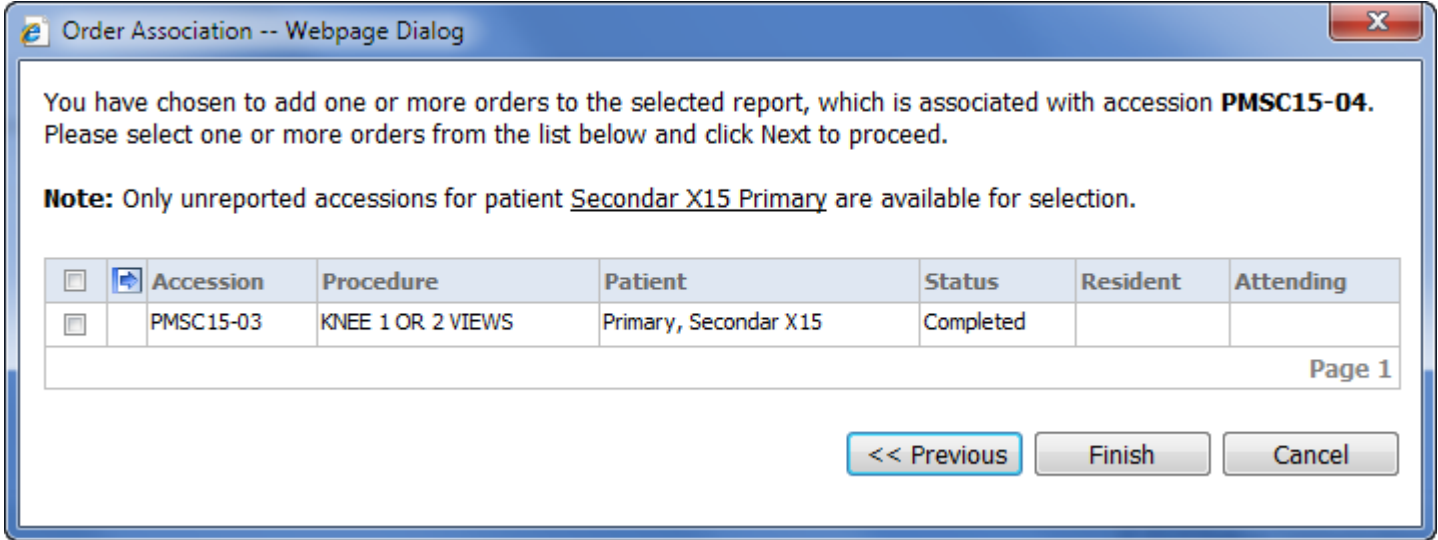 Order Association -- Webpage Dialog
You have chosen to add one or more orders to the selected report, which is associated with accession PMSC15-04.
Please select one or more orders from the list below and click Next to proceed.
Note: Only unreported accessions for patient Secondar X15 Primary are available for selection.
Accession Procedure Patient Status Resident Attending
PMSC15-03 KNEE 1 OR 2 VIEWS Primary, Secondar X15 Completed
Page 1
<< Previous Finish Cancel